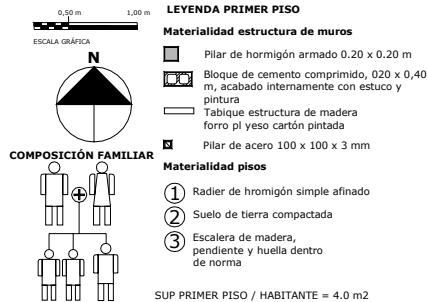 0,50 m
1,00 m
ESCALA GRÁFICA
N
COMPOSICIÓN FAMILIAR
LEYENDA PRIMER PISO
Materialidad estructura de muros
Pilar de hormigón armado 0.20 x 0.20 m
Bloque de cemento comprimido, 020 x 0,40
m, acabado internamente con estuco y
pintura
Tabique estructura de madera
forro pl yeso cartón pintada
Pilar de acero 100 x 100 x 3 mm
Materialidad pisos
1 Radier de hromigón simple afinado
2 Suelo de tierra compactada
3 Escalera de madera,
pendiente y huella dentro
de norma
SUP PRIMER PISO / HABITANTE = 4.0 m2